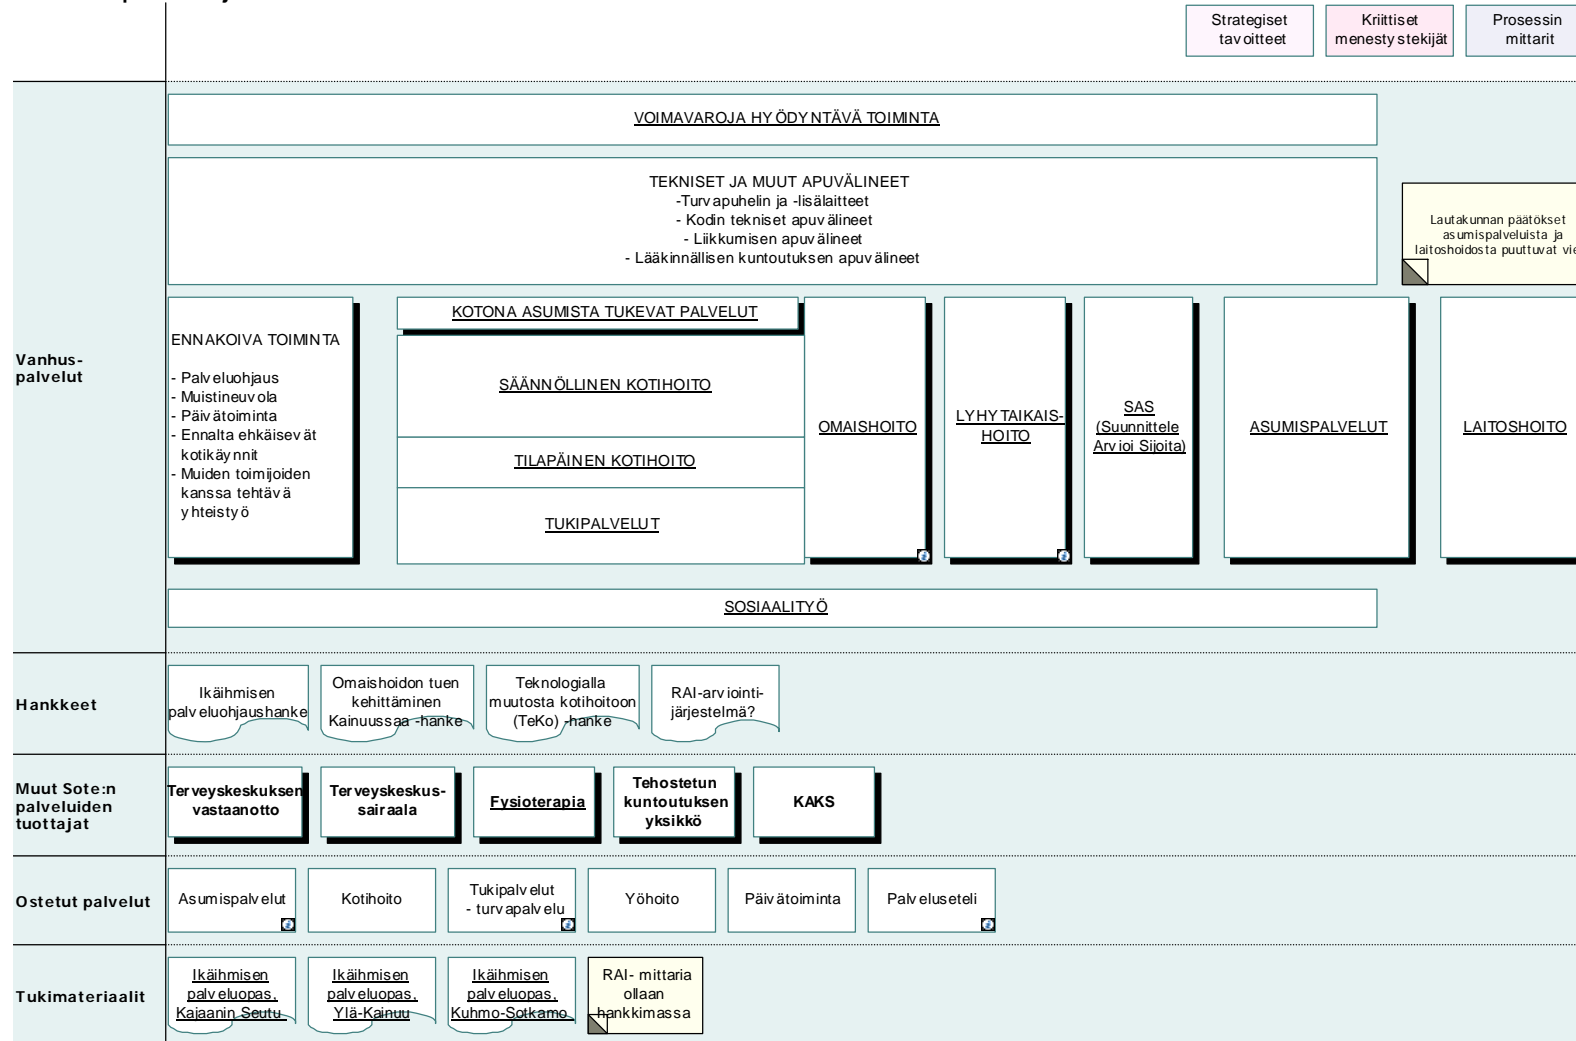 Strategiset
tavoitteet
Kriittiset
menestystekijät
Prosessin
mittarit
VOIMAVAROJA HYÖDYNTÄVÄ TOIMINTA
TEKNISET JA MUUT APUVÄLINEET
-Turvapuhelin ja -lisälaitteet
- Kodin tekniset apuvälineet
- Liikkumisen apuvälineet
- Lääkinnällisen kuntoutuksen apuvälineet
Lautakunnan päätökset
asumispalveluista ja
laitoshoidosta puuttuvat
Vanhus-
palvelut
ENNAKOIVA TOIMINTA
- Palveluohjaus
- Muistineuvola
- Päivätoiminta
- Ennalta ehkäisevät
kotikäynnit
- Muiden toimijoiden
kanssa tehtävä
yhteistyö
KOTONA ASUMISTA TUKEVAT PALVELUT
SÄÄNNÖLLINEN KOTIHOITO
TILAPÄINEN KOTIHOITO
TUKIPALVELUT
OMAISHOITO
LYHYTAIKAIS-
HOITO
SAS
(Suunnittele
Arvioi Sijoita)
ASUMISPALVELUT
LAITOSHOITO
SOSIAALITYÖ
Hankkeet
Ikäihmisen
palveluohjaushanke
Omaishoidon tuen
kehittäminen
Kainuussaa -hanke
Teknologialla
muutosta kotihoitoon
(TeKo) -hanke
RAI-arviointi-
järjestelmä?
Muut Sote:n
palveluiden
tuottajat
Terveyskeskuksen
vastaanotto
Terveyskeskus-
sairaala
Fysioterapia
Tehostetun
kuntoutuksen
yksikkö
KAKS
Ostetut palvelut
Asumispalvelut
Kotihoito
Tukipalvelut
- turvapalvelu
Yöhoito
Päivätoiminta
Palveluseteli
Tukimateriaalit
Ikäihmisen
palveluopas,
Kajaanin Seutu
Ikäihmisen
palveluopas,
Ylä-Kainuu
Ikäihmisen
palveluopas,
Kuhmo-Sotkamo
RAI- mittaria
ollaan
hankkimassa